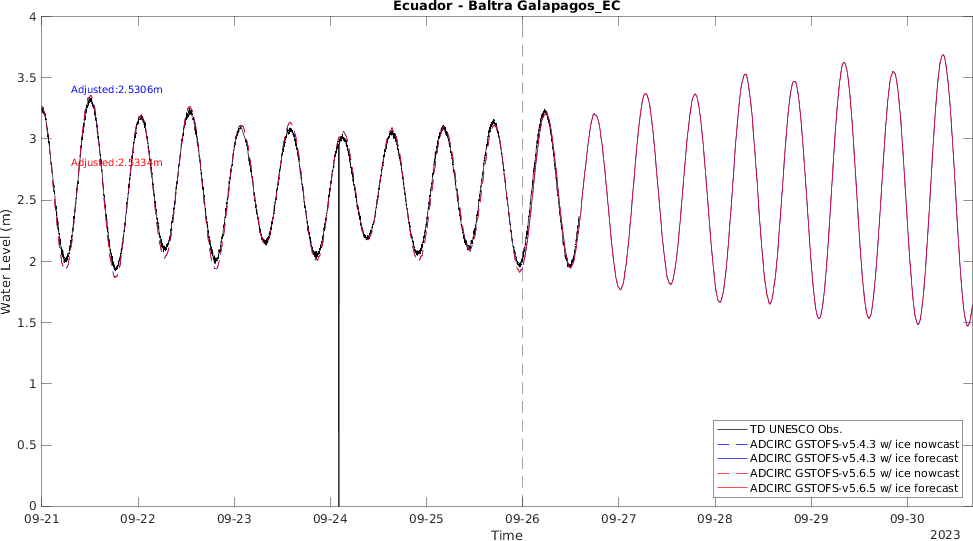 Ecuador - Baltra Galapagos_EC
4
3.5
3
2.5
2
1.5
1
0.5
0
Water Level (m)
Adjusted:2.5306m
Adjusted:2.5334m
TD UNESCO Obs.
ADCIRC GSTOFS-v5.4.3 w/ ice nowcast
ADCIRC GSTOFS-v5.4.3 w/ ice forecast
ADCIRC GSTOFS-v5.6.5 w/ ice nowcast
ADCIRC GSTOFS-v5.6.5 w/ ice forecast
09-21 09-22 09-23 09-24 09-25 09-26 09-27 09-28 09-29 09-30
Time
2023